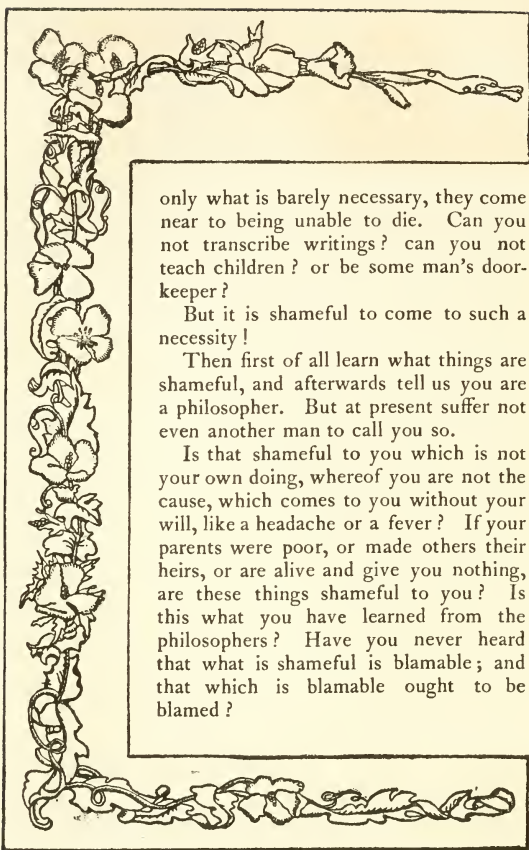 only what is barely necessary, they come
near to being unable to die. Can you
not transcribe writings? can you not
teach children? or be some man's door-
keeper?
But it is shameful to come to such a
necessity!
Then first of all learn what things are
shameful, and afterwards tell us you are
a philosopher. But at present suffer not
even another man to call you so.
Is that shameful to you which is not
your own doing, whereof you are not the
cause, which comes to you without your
will, like a headache or a fever? If your
parents were poor, or made others their
heirs, or are alive and give you nothing,
are these things shameful to you? Is
this what you have learned from the
philosophers? Have you never heard
that what is shameful is blamable; and
that which is blamable ought to be
blamed?